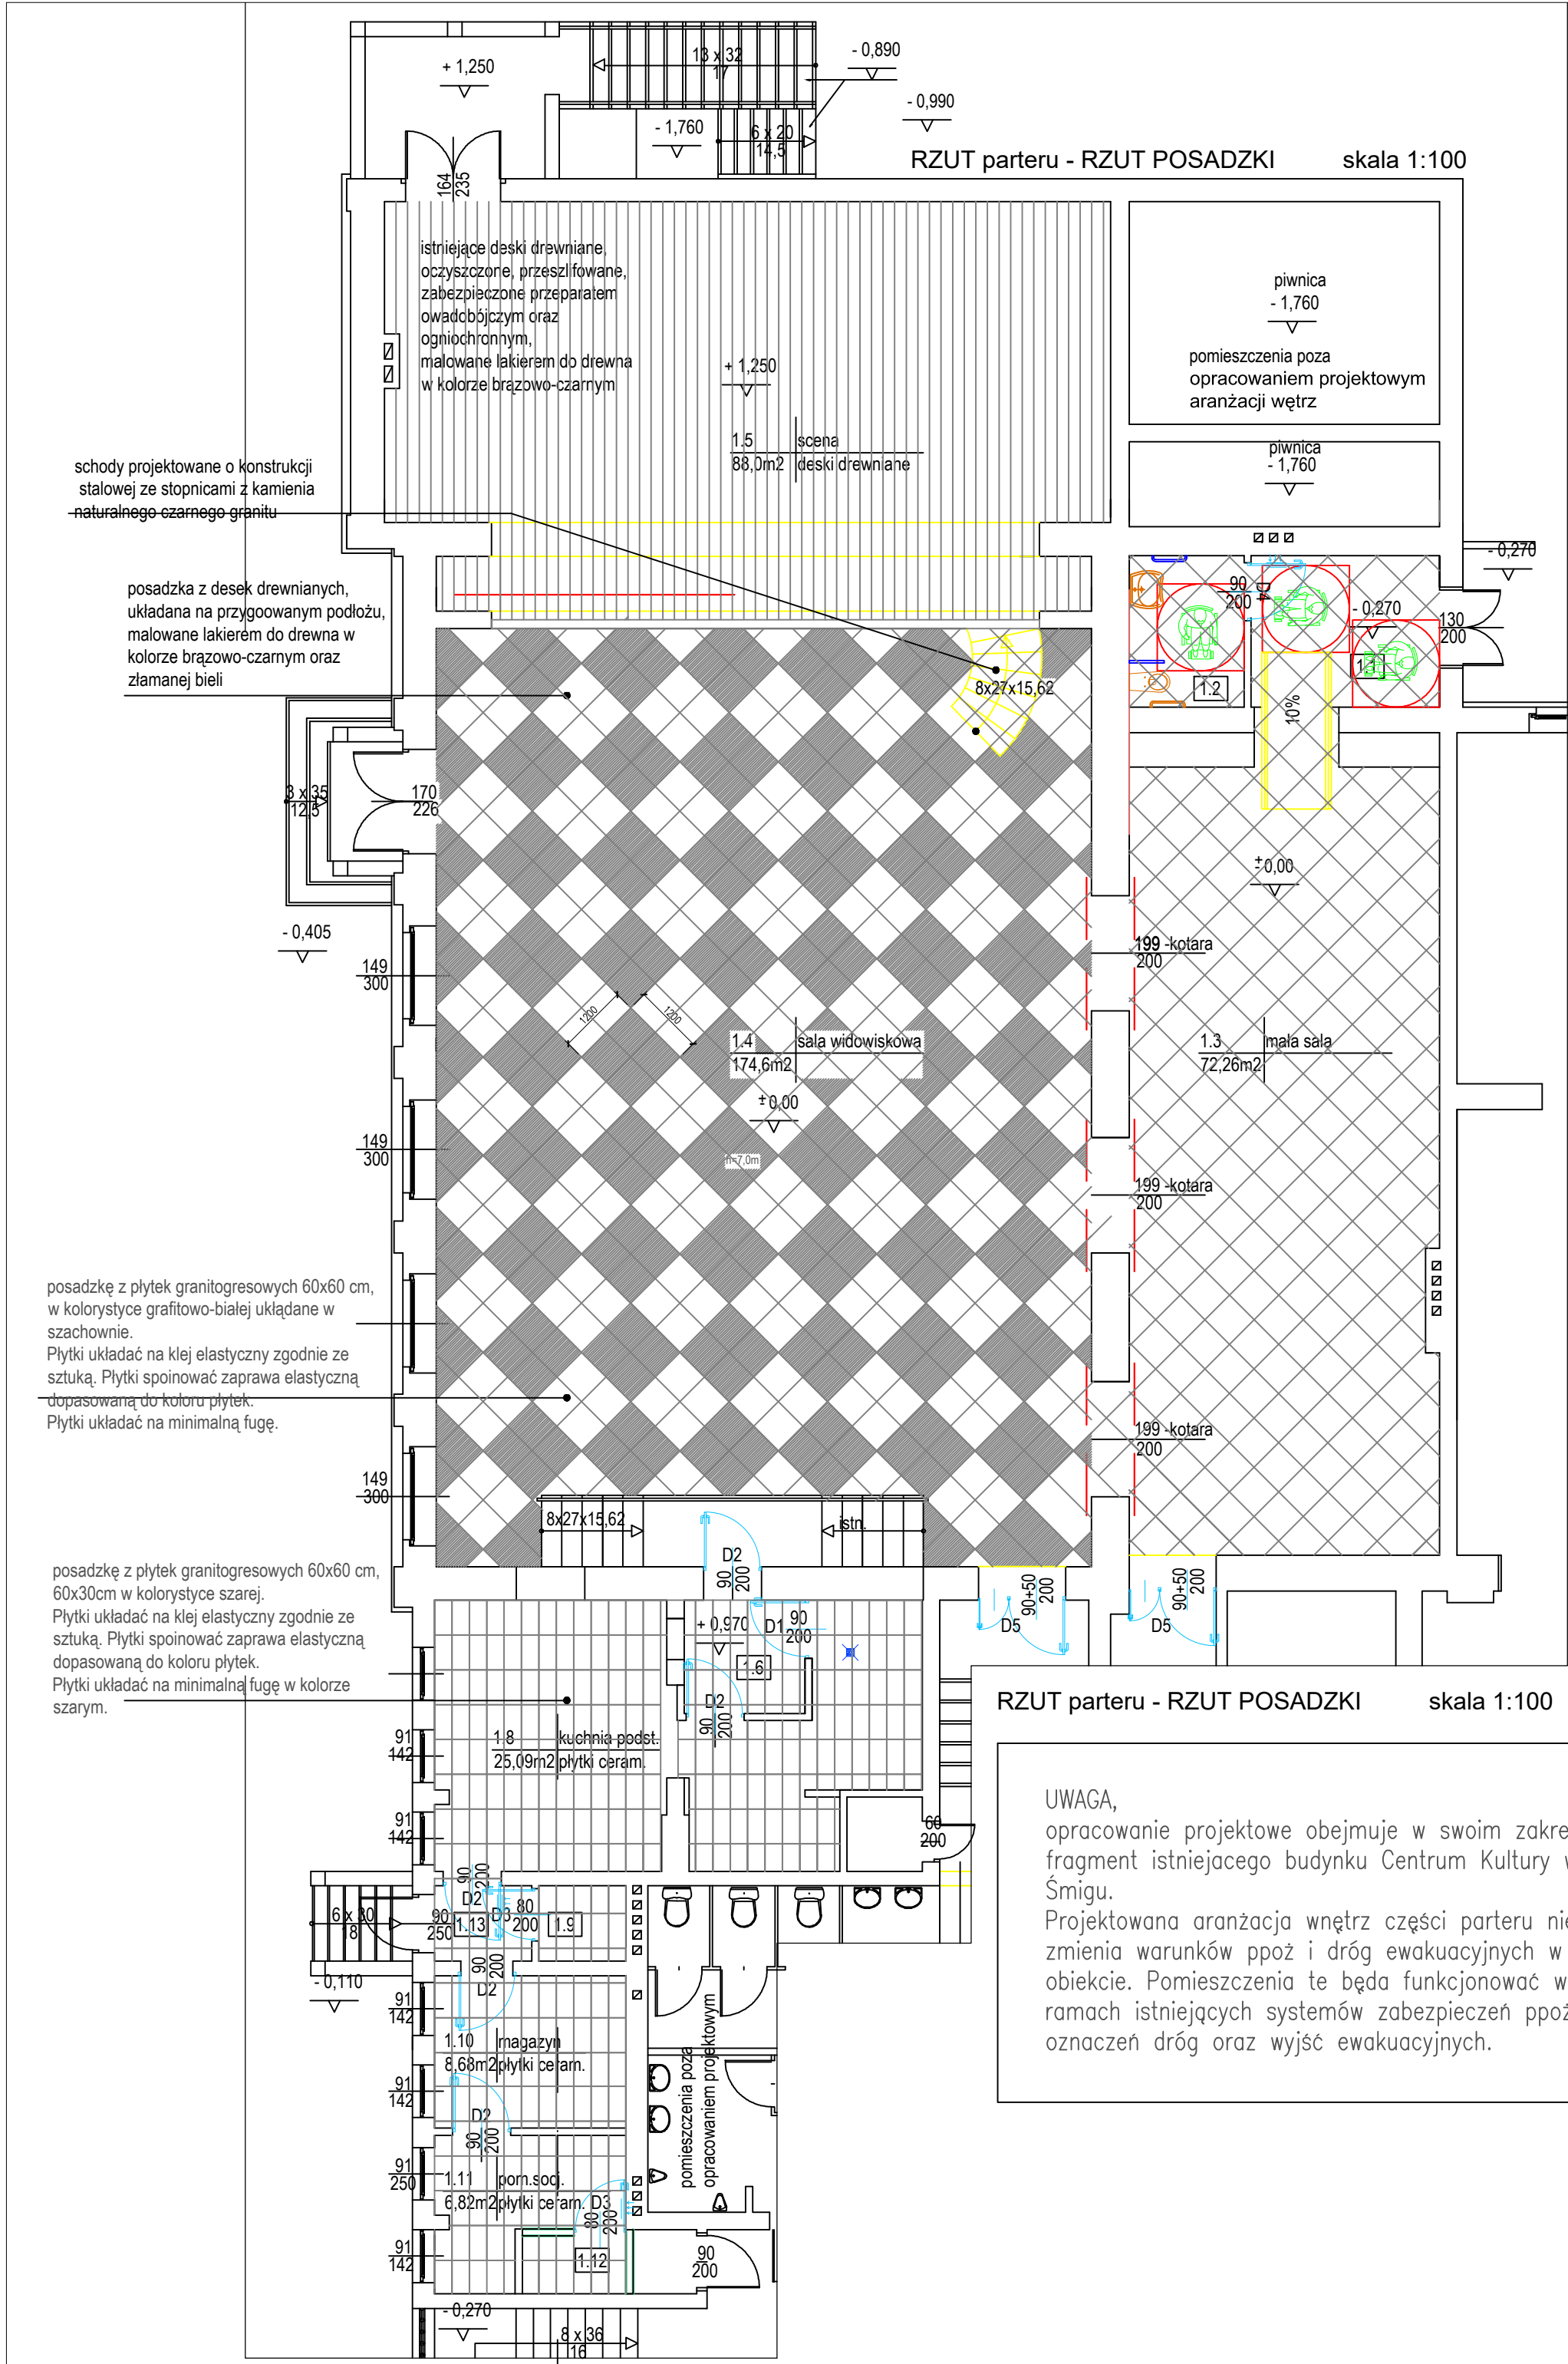 + 1,250
13 x 32
17
- 0,890
- 0,990
- 1,760
6 x 20
14,5
RZUT parteru - RZUT POSADZKI skala 1:100
164
235
istniejące deski drewniane,
oczyszczone, przeszlifowane,
zabezpieczone przeparatem
owadobójczym oraz
ogniochronnym,
malowane lakierem do drewna
w kolorze brązowo-czarnym
piwnica
- 1,760
pomieszczenia poza
opracowaniem projektowym
aranżacji wętrz
+ 1,250
1.5 scena
88,0m2 deski drewniane
piwnica
- 1,760
schody projektowane o konstrukcji
stalowej ze stopnicami z kamienia
naturalnego czarnego granitu
- 0,270
posadzka z desek drewnianych,
układana na przygoowanym podłożu,
malowane lakierem do drewna w
kolorze brązowo-czarnym oraz
złamanej bieli
90
200
D4
- 0,270
130
200
1.1
1.2
8x27x15,62
10%
3 x 35
12,5
170
226
± 0,00
- 0,405
149
300
199 -kotara
200
1200
1200
1.4 sala widowiskowa
174,6m2
± 0,00
h=7,0m
1.3 mała sala
72,26m2
149
300
199 -kotara
200
posadzkę z płytek granitogresowych 60x60 cm,
w kolorystyce grafitowo-białej ukłądane w
szachownie.
Płytki układać na klej elastyczny zgodnie ze
sztuką. Płytki spoinować zaprawa elastyczną
dopasowaną do koloru płytek.
Płytki układać na minimalną fugę.
199 -kotara
200
149
300
8x27x15,62
istn.
D2
90
200
posadzkę z płytek granitogresowych 60x60 cm,
60x30cm w kolorystyce szarej.
Płytki układać na klej elastyczny zgodnie ze
sztuką. Płytki spoinować zaprawa elastyczną
dopasowaną do koloru płytek.
Płytki układać na minimalną fugę w kolorze
szarym.
90+50
200
D5
90+50
200
D5
+ 0,970
D1
90
200
1.6
D2
90
200
RZUT parteru - RZUT POSADZKI skala 1:100
1.8 kuchnia podst.
25,09m2 płytki ceram.
91
142
91
142
60
200
UWAGA,
opracowanie projektowe obejmuje w swoim zakre
fragment istniejacego budynku Centrum Kultury w
Śmigu.
Projektowana aranżacja wnętrz części parteru nie
zmienia warunków ppoż i dróg ewakuacyjnych w
obiekcie. Pomieszczenia te będa funkcjonować w
ramach istniejących systemów zabezpieczeń ppoż
oznaczeń dróg oraz wyjść ewakuacyjnych.
90
200
D2
6 x 30
18
90
250
1.13
D3
80
200
1.9
90
200
D2
- 0,110
91
142
1.10 magazyn
8,68m2 płytki ceram.
91
142
D2
90
200
pomieszczenia poza
opracowaniem projektowym
91
250
1.11 pom.socj.
6,82m2 płytki ceram.
D3
80
200
91
142
1.12
90
200
- 0,270
8 x 36
16